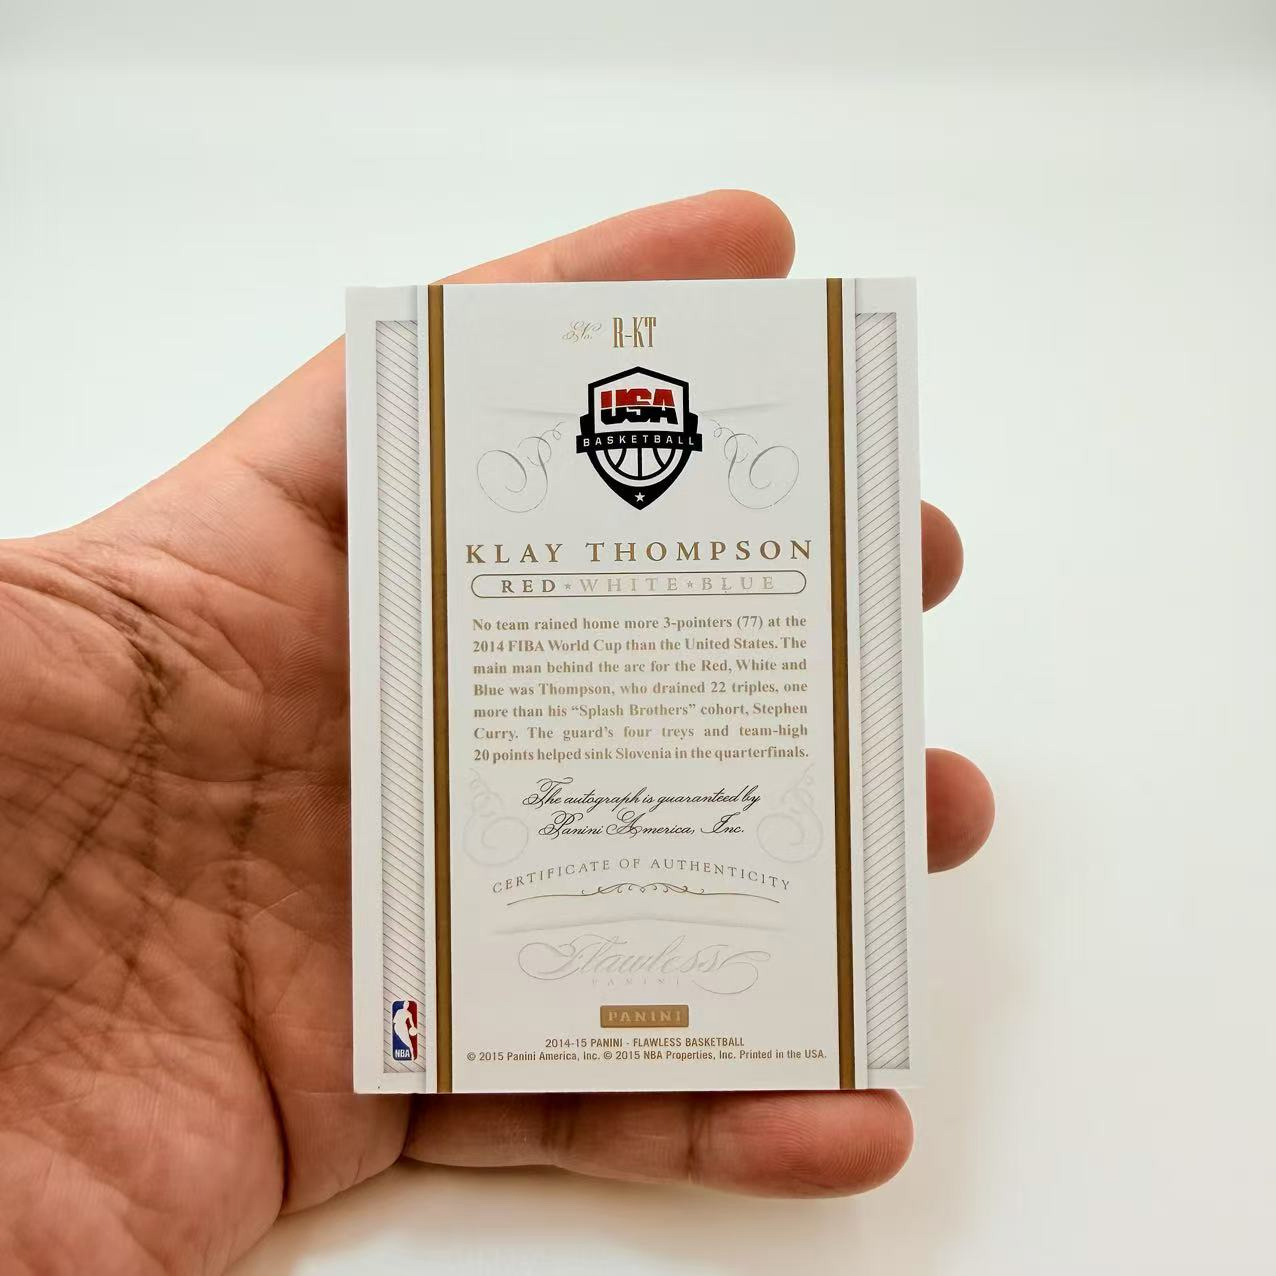 No. R-KT
USA
BASKETBALL
KLAY THOMPSON
RED★WHITE★BLUE
No team rained home more 3-pointers (77) at the
2014 FIBA World Cup than the United States. The
main man behind the arc for the Red, White and
Blue was Thompson, who drained 22 triples, one
more than his “Splash Brothers” cohort, Stephen
Curry. The guard’s four treys and team-high
20 points helped sink Slovenia in the quarterfinals.
The autograph is guaranteed by
Panini America, Inc.
CERTIFICATE OF AUTHENTICITY
Flawless
PANINI
PANINI
NBA
2014-15 PANINI - FLAWLESS BASKETBALL
© 2015 Panini America, Inc. © 2015 NBA Properties, Inc. Printed in the USA.